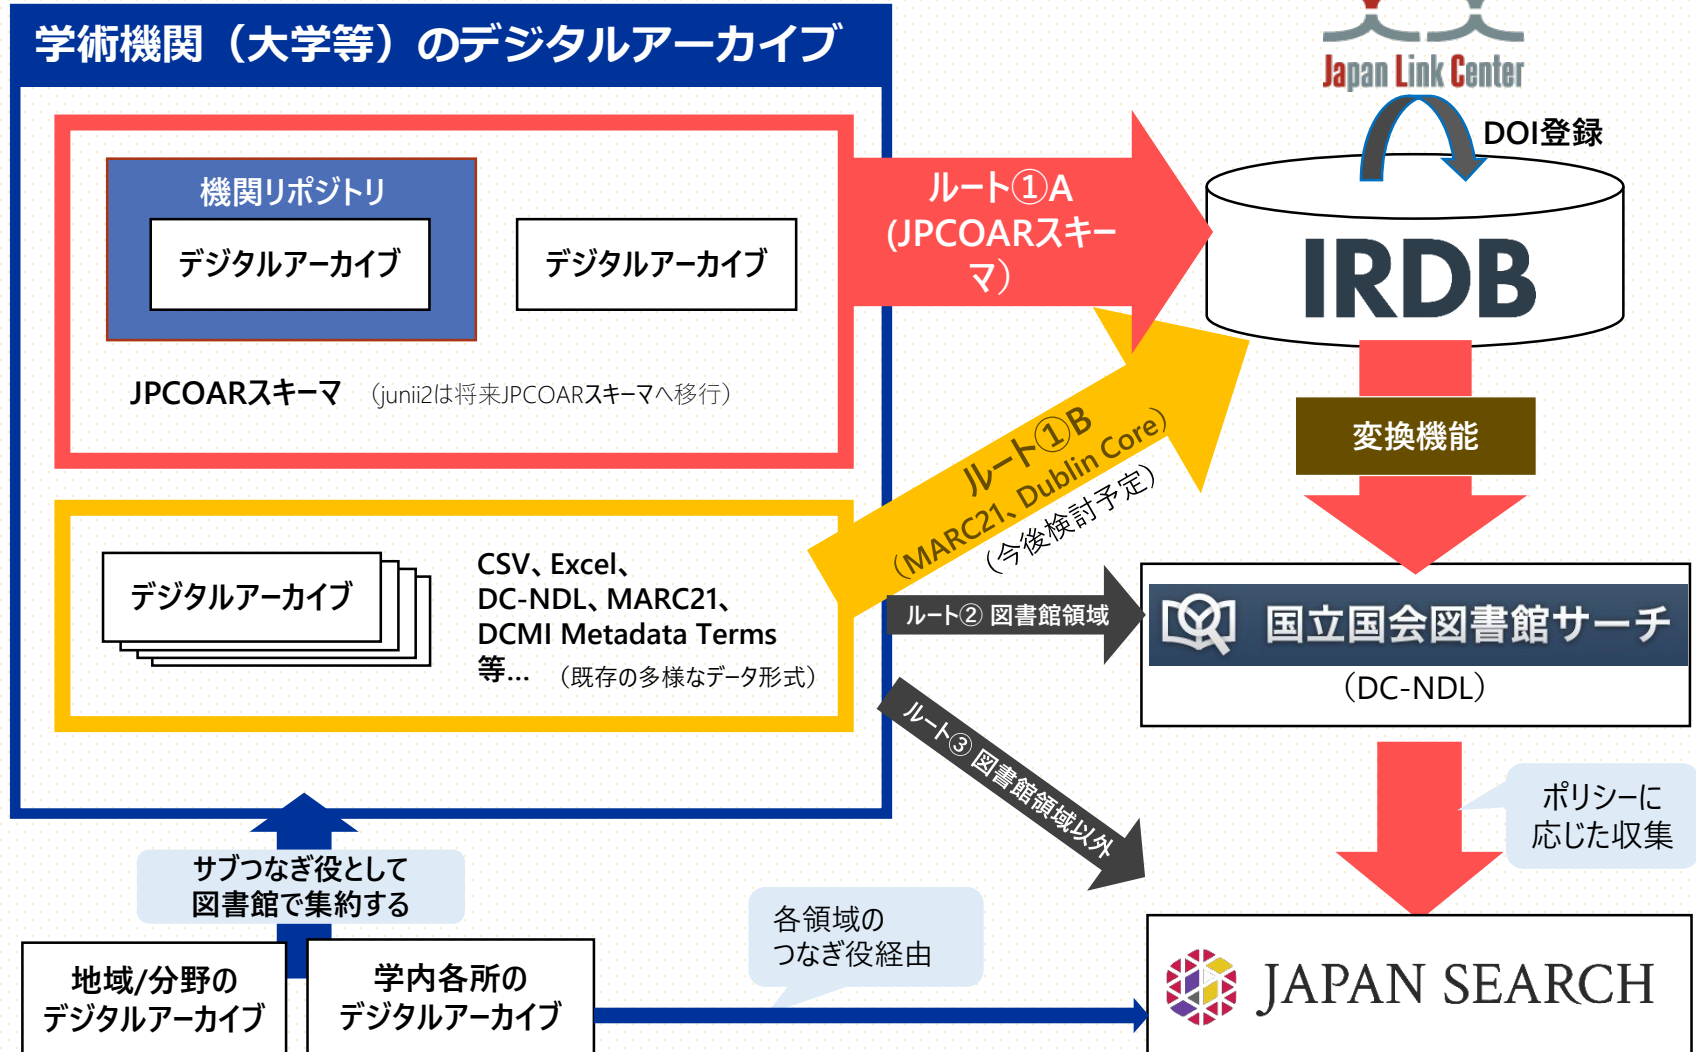 学術機関（大学等）のデジタルアーカイブ
Japan Link Center
DOI登録
機関リポジトリ
デジタルアーカイブ
デジタルアーカイブ
JPCOARスキーマ （junii2は将来JPCOARスキーマへ移行）
ルート①A
(JPCOARスキー
マ）
IRDB
変換機能
ルート①B
（MARC21、Dublin Core）
（今後検討予定）
デジタルアーカイブ
CSV、Excel、
DC-NDL、MARC21、
DCMI Metadata Terms
等… （既存の多様なデータ形式）
ルート② 図書館領域
国立国会図書館サーチ
（DC-NDL）
ルート③ 図書館領域以外
ポリシーに
応じた収集
サブつなぎ役として
図書館で集約する
各領域の
つなぎ役経由
地域/分野の
デジタルアーカイブ
学内各所の
デジタルアーカイブ
JAPAN SEARCH